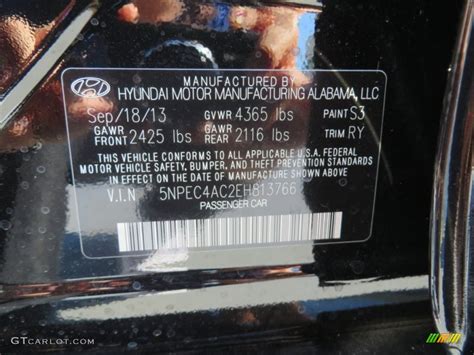 MANUFACTURED BY
HYUNDAI MOTOR MANUFACTURING ALABAMA, LLC
Sep/18/13 GVWR 4365 lbs PAINT S3
GAWR FRONT 2425 lbs GAWR REAR 2116 lbs TRIM RY
THIS VEHICLE CONFORMS TO ALL APPLICABLE U.S.A. FEDERAL
MOTOR VEHICLE SAFETY, BUMPER, AND THEFT PREVENTION STANDARDS
IN EFFECT ON THE DATE OF MANUFACTURE SHOWN ABOVE.
V.I.N 5NPEC4AC2EH813766
PASSENGER CAR
GTcarlot.com